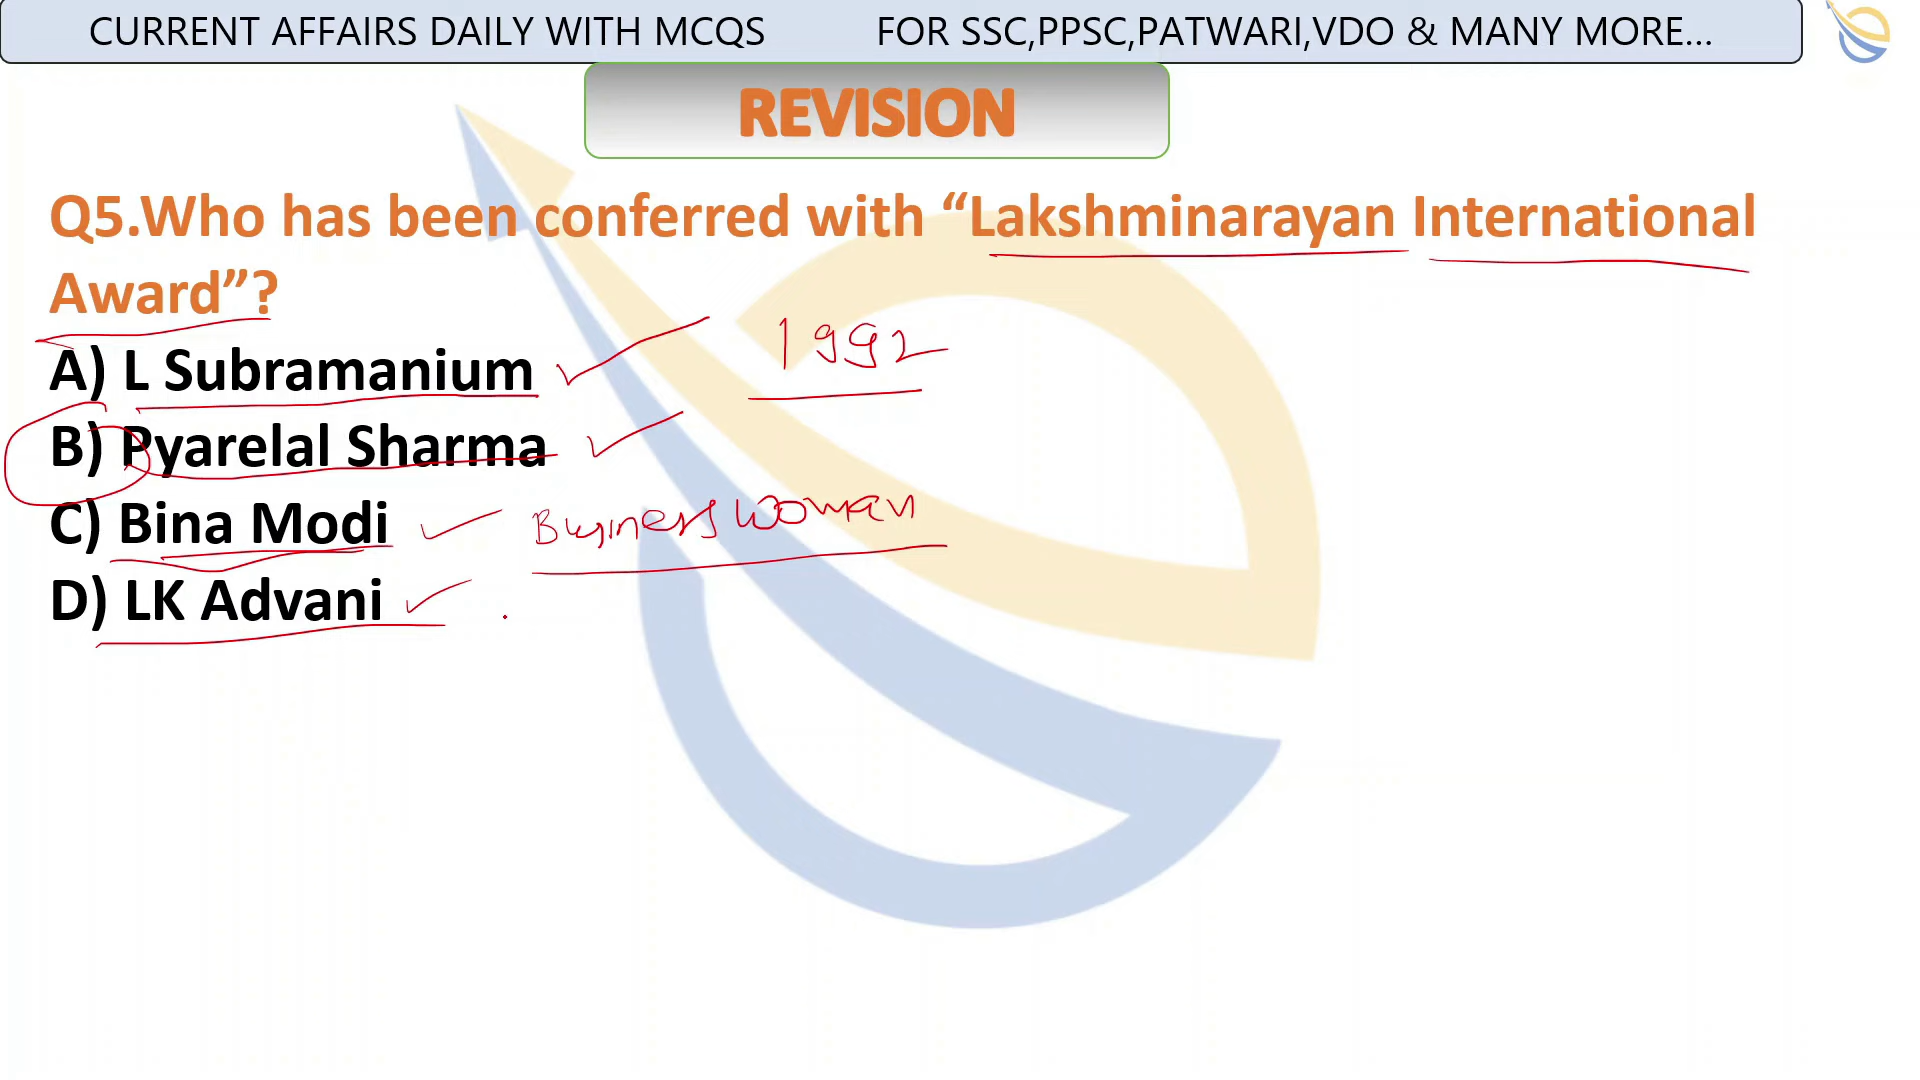 CURRENT AFFAIRS DAILY WITH MCQS FOR SSC,PPSC,PATWARI,VDO & MANY MORE...
REVISION
Q5.Who has been conferred with “Lakshminarayan International
Award”?
1992
A) L Subramanium
B) Pyarelal Sharma
C) Bina Modi Business woman
D) LK Advani